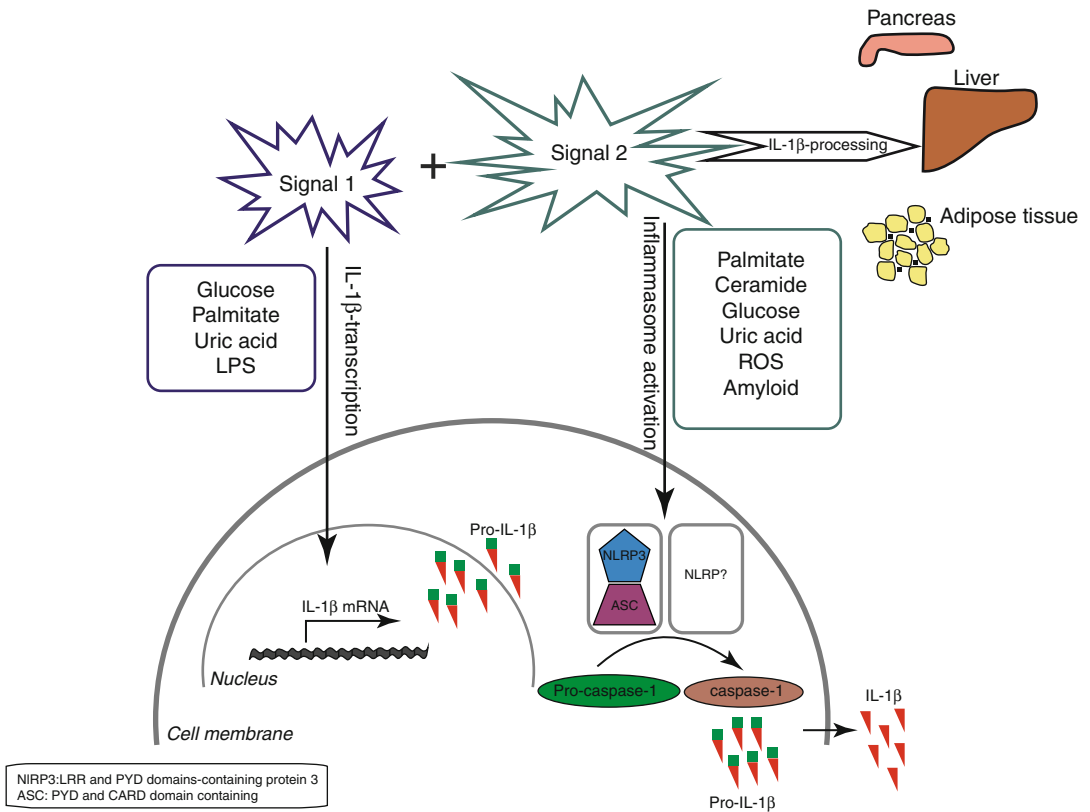 Pancreas
Liver
Signal 1
+
Signal 2
IL-1β-processing
Adipose tissue
Glucose
Palmitate
Uric acid
LPS
IL-1β-transcription
Inflammasome activation
Palmitate
Ceramide
Glucose
Uric acid
ROS
Amyloid
Pro-IL-1β
NLRP3
ASC
NLRP?
IL-1β mRNA
Nucleus
Pro-caspase-1
caspase-1
IL-1β
Cell membrane
Pro-IL-1β
NIRP3:LRR and PYD domains-containing protein 3
ASC: PYD and CARD domain containing